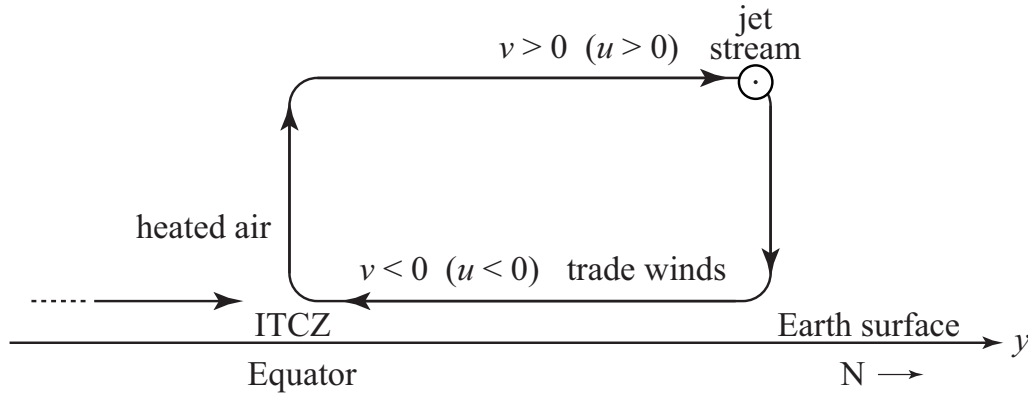 jet
stream
v > 0 (u > 0)
heated air
v < 0 (u < 0) trade winds
ITCZ
Earth surface
y
Equator
N